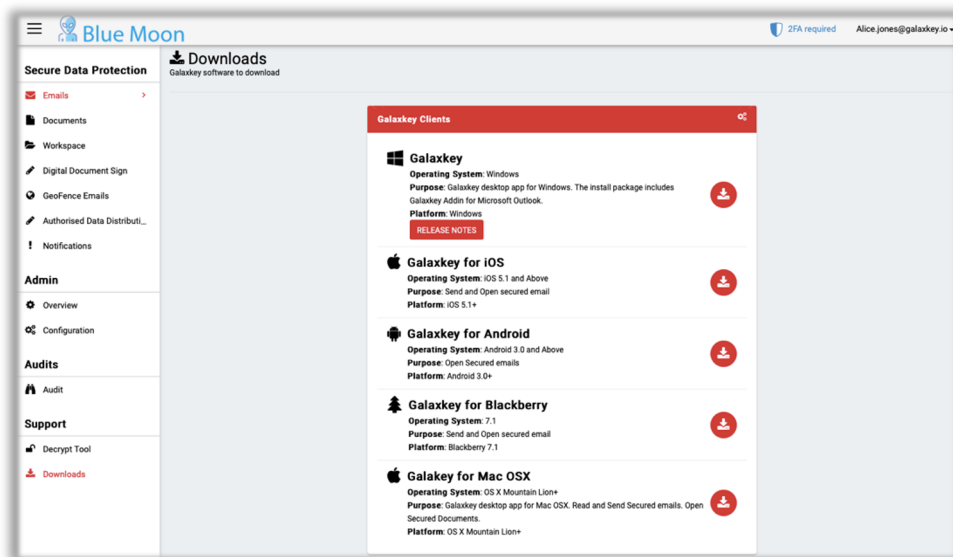 Blue Moon
2FA required
Alice.jones@galaxkey.io
Secure Data Protection
Emails
Documents
Workspace
Digital Document Sign
GeoFence Emails
Authorised Data Distributi...
Notifications
Admin
Overview
Configuration
Audits
Audit
Support
Decrypt Tool
Downloads
Downloads
Galaxkey software to download
Galaxkey Clients
Galaxkey
Operating System: Windows
Purpose: Galaxkey desktop app for Windows. The install package includes
Galaxkey Addin for Microsoft Outlook.
Platform: Windows
RELEASE NOTES
Galaxkey for iOS
Operating System: iOS 5.1 and Above
Purpose: Send and Open secured email
Platform: iOS 5.1+
Galaxkey for Android
Operating System: Android 3.0 and Above
Purpose: Open Secured emails
Platform: Android 3.0+
Galaxkey for Blackberry
Operating System: 7.1
Purpose: Send and Open secured email
Platform: Blackberry 7.1
Galakey for Mac OSX
Operating System: OS X Mountain Lion+
Purpose: Galaxkey desktop app for Mac OSX. Read and Send Secured emails. Open
Secured Documents.
Platform: OS X Mountain Lion+